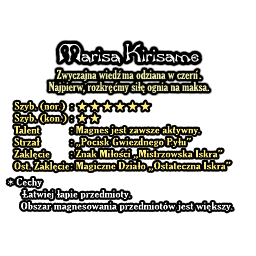 Marisa Kirisame
Zwyczajna wiedźma odziana w czerń.
Najpierw, rozkręćmy siłę ognia na maksa.
Szyb. (nor.) : ★★★★★★
Szyb. (kon.) : ★★
Talent : Magnes jest zawsze aktywny.
Strzał : „Pocisk Gwiezdnego Pyłu”
Zaklęcie : Znak Miłości „Mistrzowska Iskra”
Ost. Zaklęcie: Magiczne Działo „Ostateczna Iskra”
* Cechy
Łatwiej łapie przedmioty.
Obszar magnesowania przedmiotów jest większy.